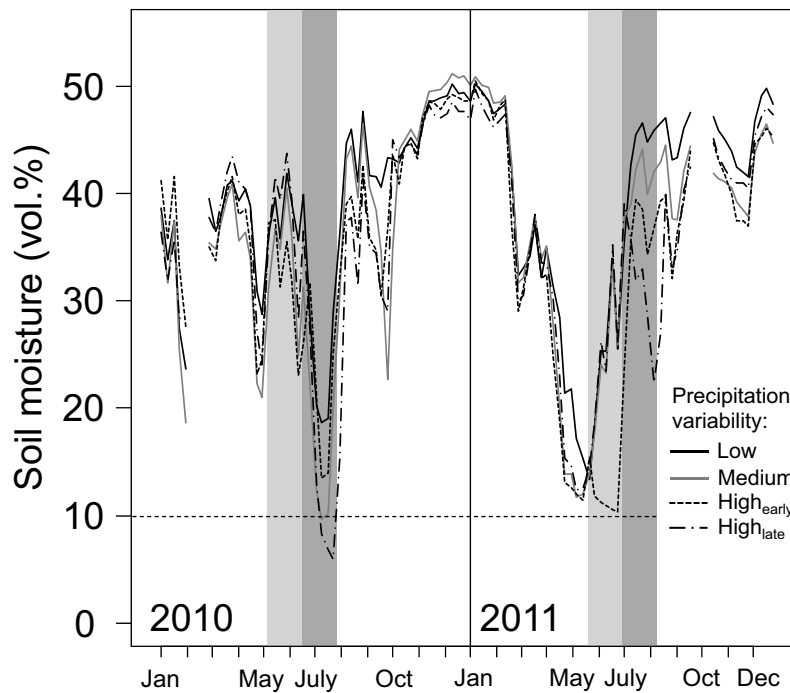 Soil moisture (vol.%)
50
40
30
20
10
0
2010
2011
Precipitation
variability:
Low
Medium
High early
High late
Jan
May
July
Oct
Jan
May
July
Oct
Dec